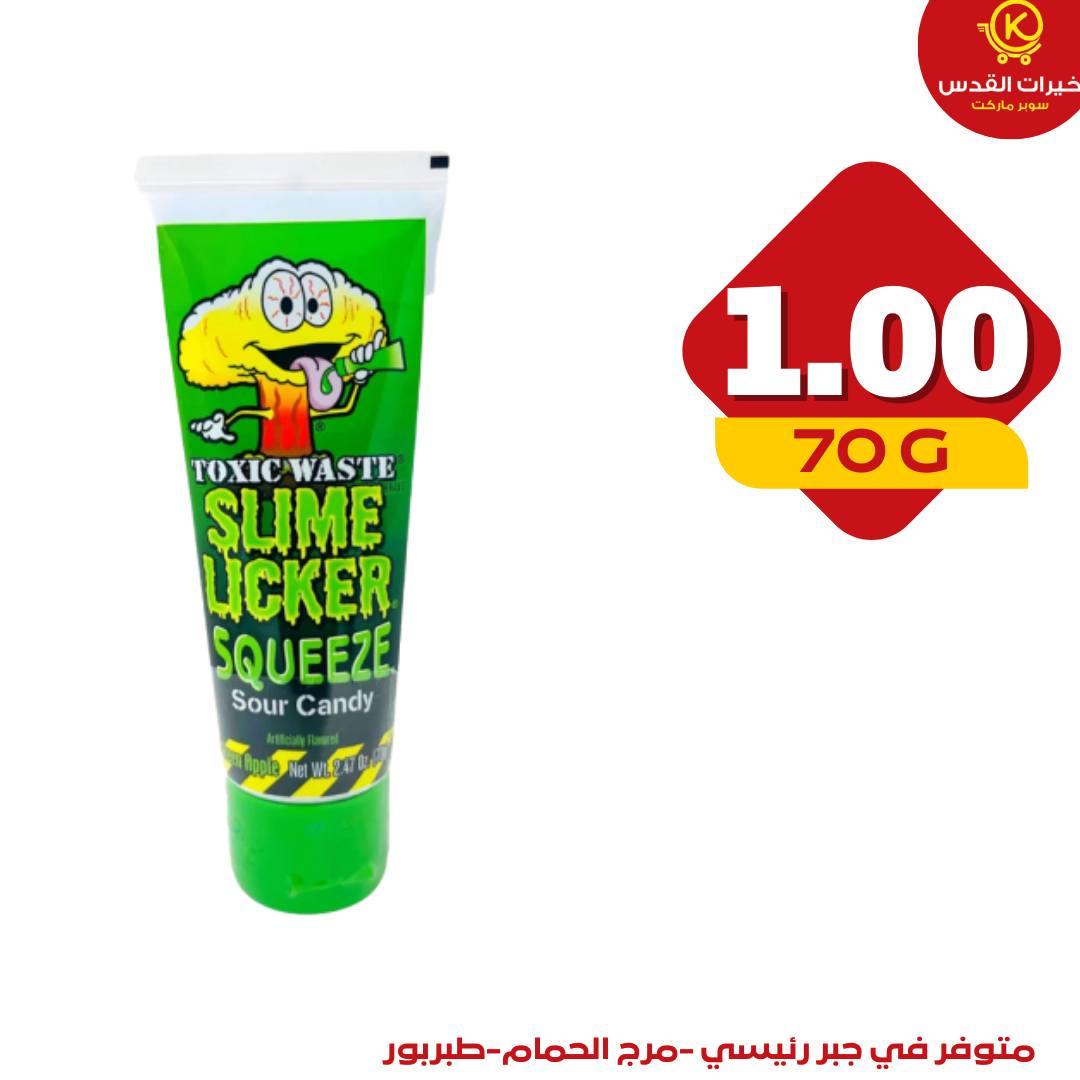 K
خيرات القدس
سوبر ماركت
1.00
70 G
TOXIC WASTE
SLIME
LICKER
SQUEEZE
Sour Candy
Artificially Flavored
Apple Net Wt. 2.47 Oz
متوفر في جبر رئيسي -مرج الحمام-طبربور